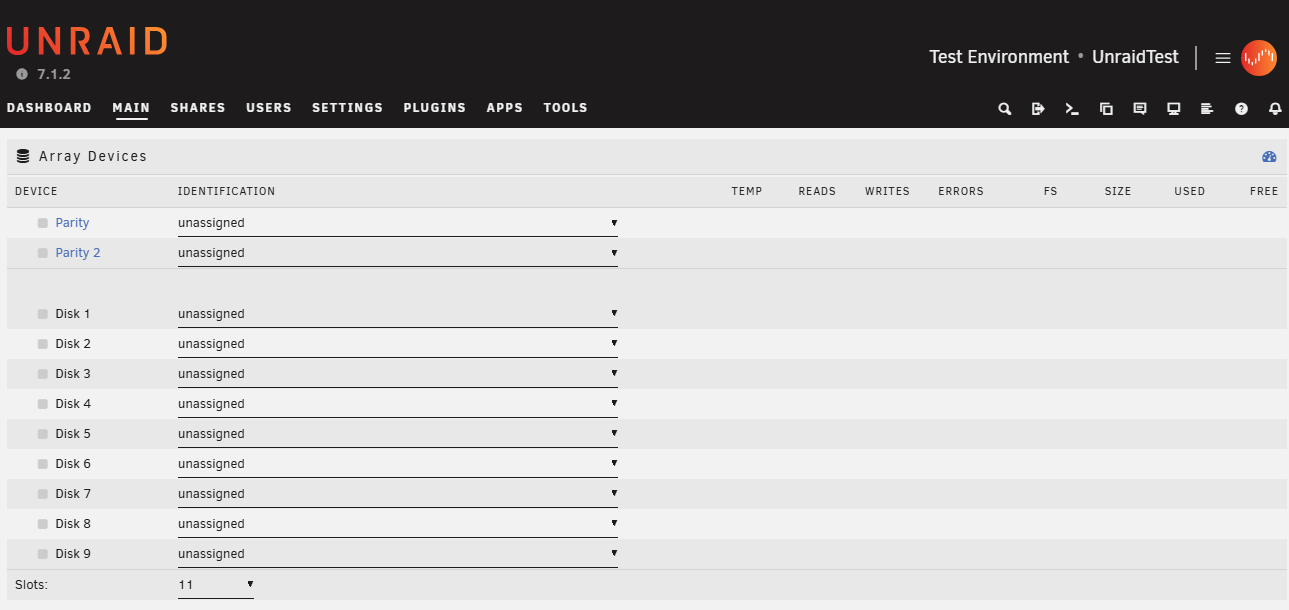 UNRAID
7.1.2
Test Environment • UnraidTest
DASHBOARD MAIN SHARES USERS SETTINGS PLUGINS APPS TOOLS
Array Devices
DEVICE IDENTIFICATION TEMP READS WRITES ERRORS FS SIZE USED FREE
Parity unassigned
Parity 2 unassigned
Disk 1 unassigned
Disk 2 unassigned
Disk 3 unassigned
Disk 4 unassigned
Disk 5 unassigned
Disk 6 unassigned
Disk 7 unassigned
Disk 8 unassigned
Disk 9 unassigned
Slots: 11